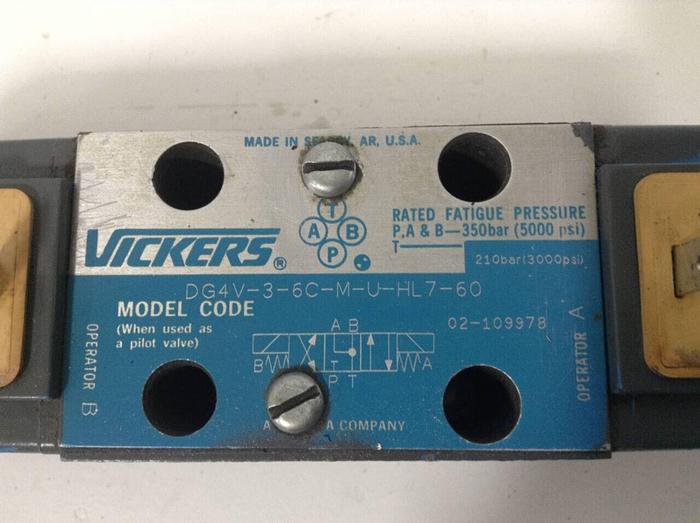 MADE IN AR, U.S.A.
T
A B
P
VICKERS®
RATED FATIGUE PRESSURE
P,A & B—350bar (5000 psi)
T—
210bar(3000psi)
DG4V-3-6C-M-U-HL7-60
MODEL CODE
(When used as
a pilot valve)
02-109978
OPERATOR B
OPERATOR A
A B
B T A
P T
A COMPANY